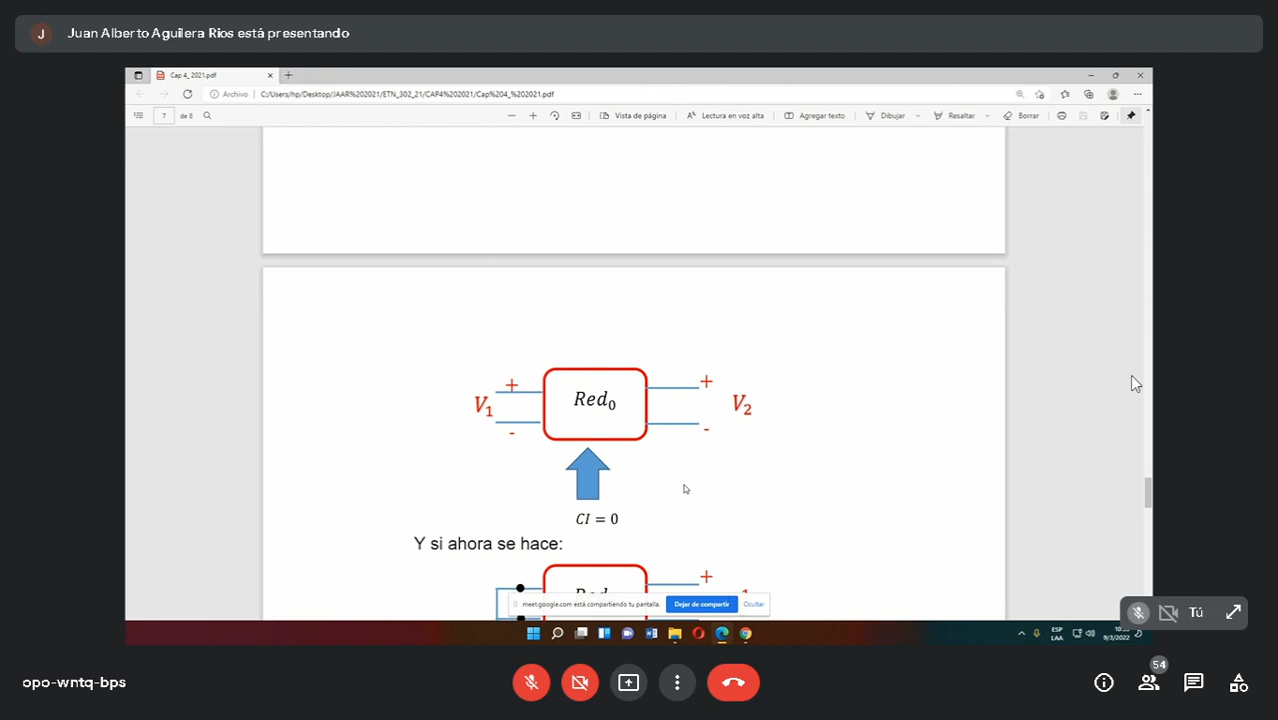 J Juan Alberto Aguilera Rios está presentando
Cap 4_ 2021.pdf
Archivo C:/Users/hp/Desktop/JAAR%202021/ETN_302_21/CAP4%202021/Cap%204_%202021.pdf
7 de 8 Vista de página Lectura en voz alta Agregar texto Dibujar Resaltar Borrar
+ Red₀ +
V₁ V₂
- -
CI = 0
Y si ahora se hace:
+
meet.google.com está compartiendo tu pantalla. Dejar de compartir Ocultar
Tú
ESP
LAA
9/3/2022
54
opo-wntq-bps